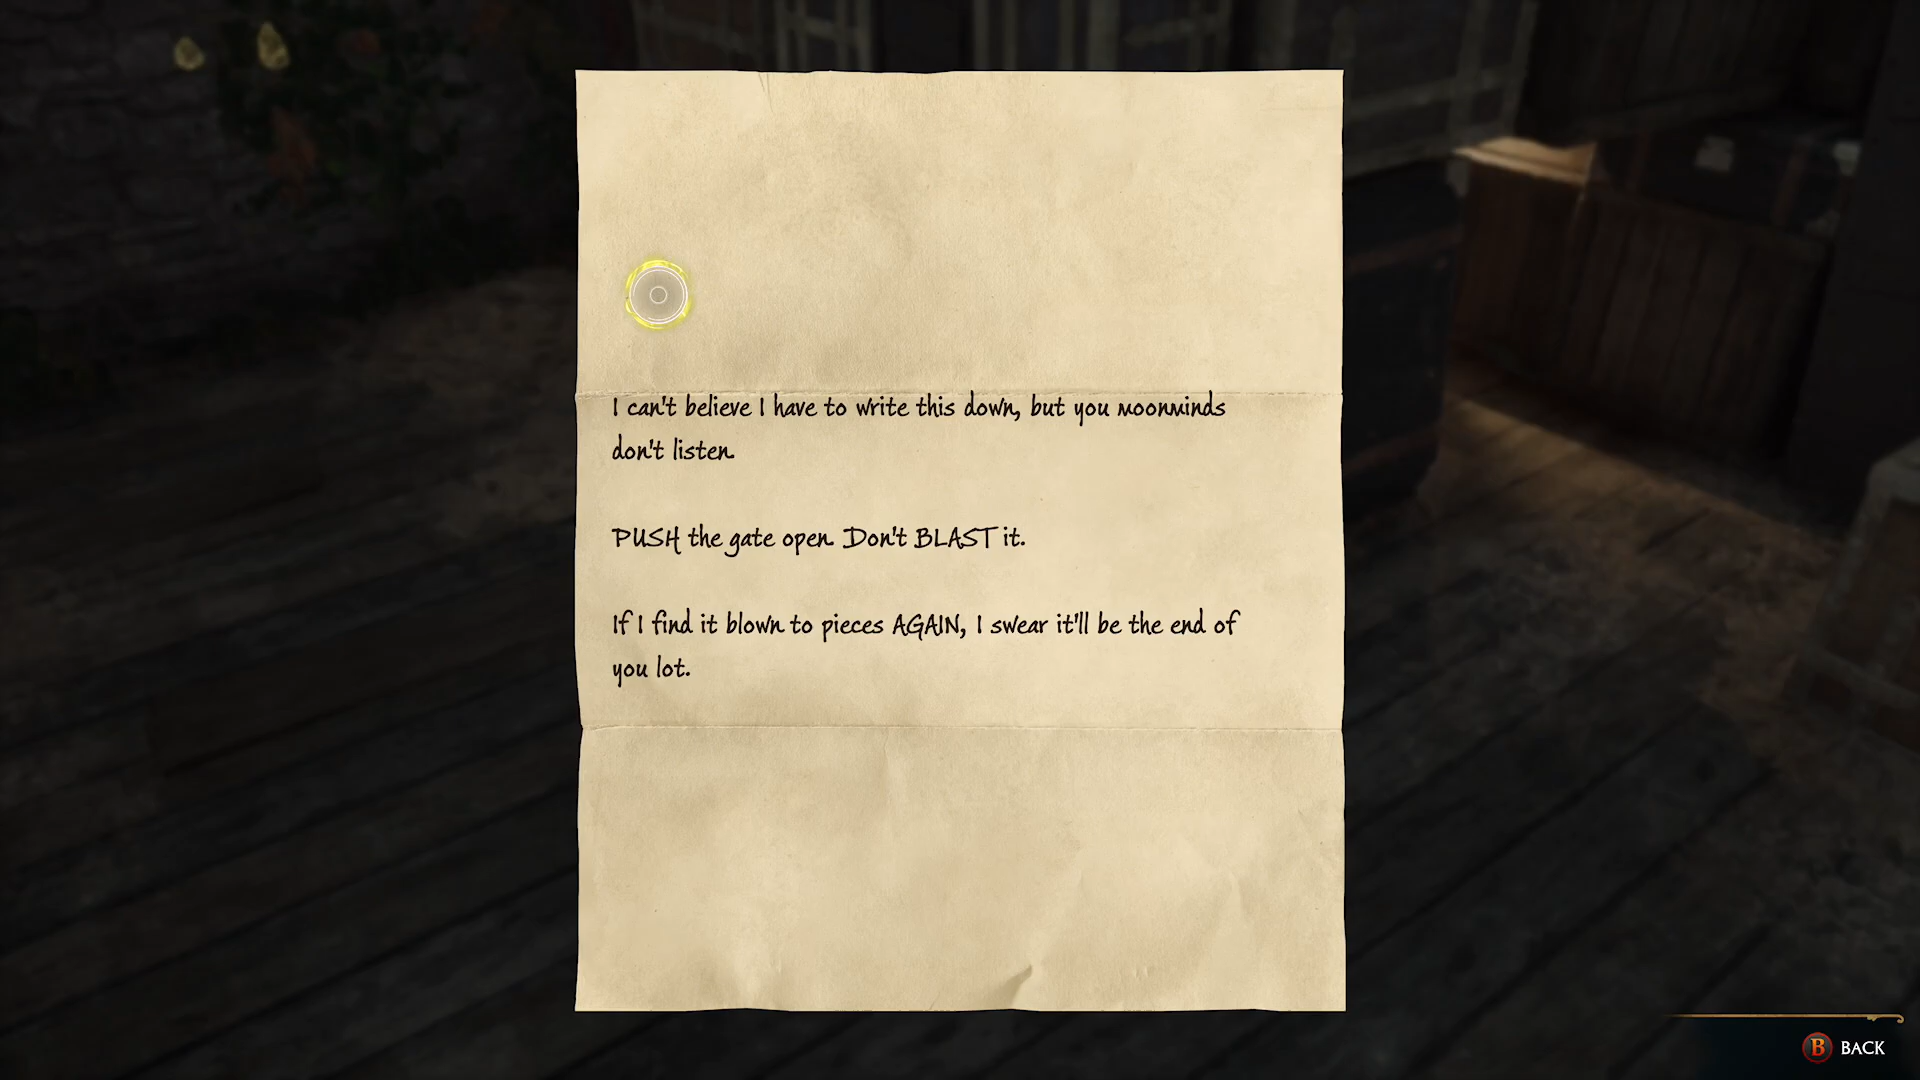 I can't believe I have to write this down, but you moonminds
don't listen.
PUSH the gate open. Don't BLAST it.
If I find it blown to pieces AGAIN, I swear it'll be the end of
you lot.
B BACK